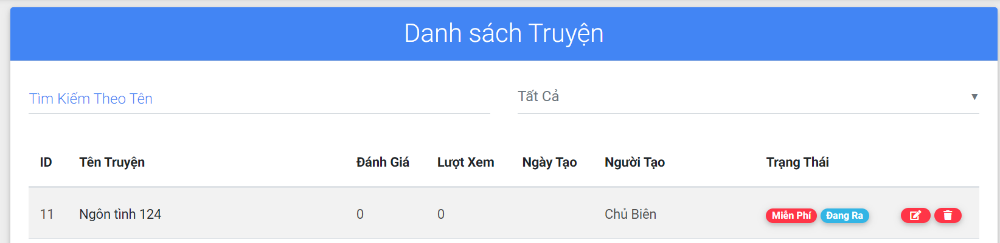 Danh sách Truyện
Tìm Kiếm Theo Tên Tất Cả
ID Tên Truyện Đánh Giá Lượt Xem Ngày Tạo Người Tạo Trạng Thái
11 Ngôn tình 124 0 0 Chủ Biên Miễn Phí Đang Ra